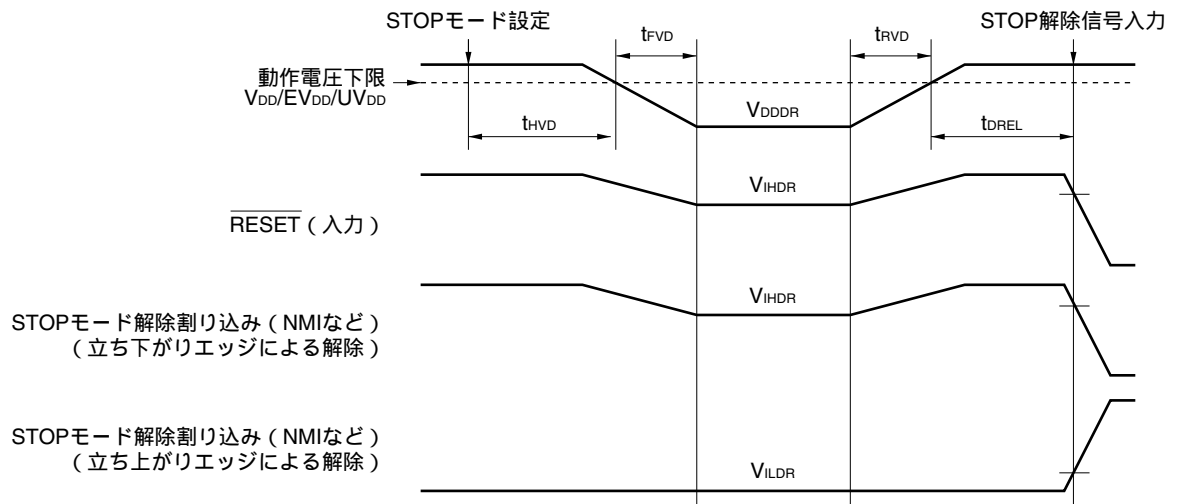 STOPモード設定
STOP解除信号入力
tFVD
tRVD
動作電圧下限
VDD/EVDD/UVDD
tHVD
VDDDR
tDREL
VIHDR
RESET（入力）
VIHDR
STOPモード解除割り込み（NMIなど）
（立ち下がりエッジによる解除）
STOPモード解除割り込み（NMIなど）
（立ち上がりエッジによる解除）
VILDR